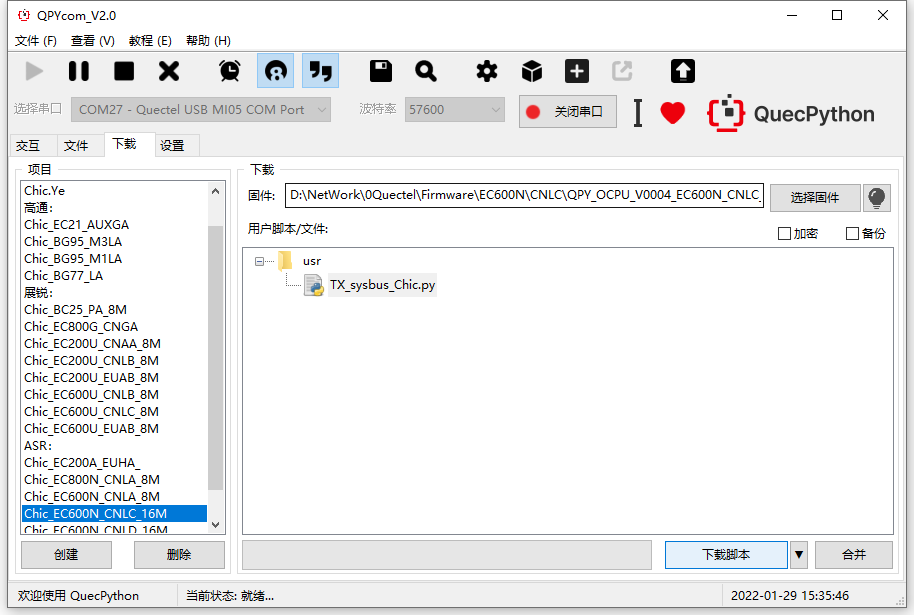 QPYcom_V2.0
文件 (F) 查看 (V) 教程 (E) 帮助 (H)
选择串口 COM27 - Quectel USB MI05 COM Port 波特率 57600 关闭串口 QuecPython
交互 文件 下载 设置
项目
Chic.Ye
高通:
Chic_EC21_AUXGA
Chic_BG95_M3LA
Chic_BG95_M1LA
Chic_BG77_LA
展锐:
Chic_BC25_PA_8M
Chic_EC800G_CNGA
Chic_EC200U_CNAA_8M
Chic_EC200U_CNLB_8M
Chic_EC200U_EUAB_8M
Chic_EC600U_CNLB_8M
Chic_EC600U_CNLC_8M
Chic_EC600U_EUAB_8M
ASR:
Chic_EC200A_EUHA_
Chic_EC800N_CNLA_8M
Chic_EC600N_CNLA_8M
Chic_EC600N_CNLC_16M
Chic_EC600N_CNLD_16M
创建 删除
下载
固件: D:\NetWork\0Quectel\Firmware\EC600N\CNLC\QPY_OCPU_V0004_EC600N_CNLC_ 选择固件
用户脚本/文件: 加密 备份
usr
TX_sysbus_Chic.py
下载脚本 合并
欢迎使用 QuecPython 当前状态: 就绪... 2022-01-29 15:35:46